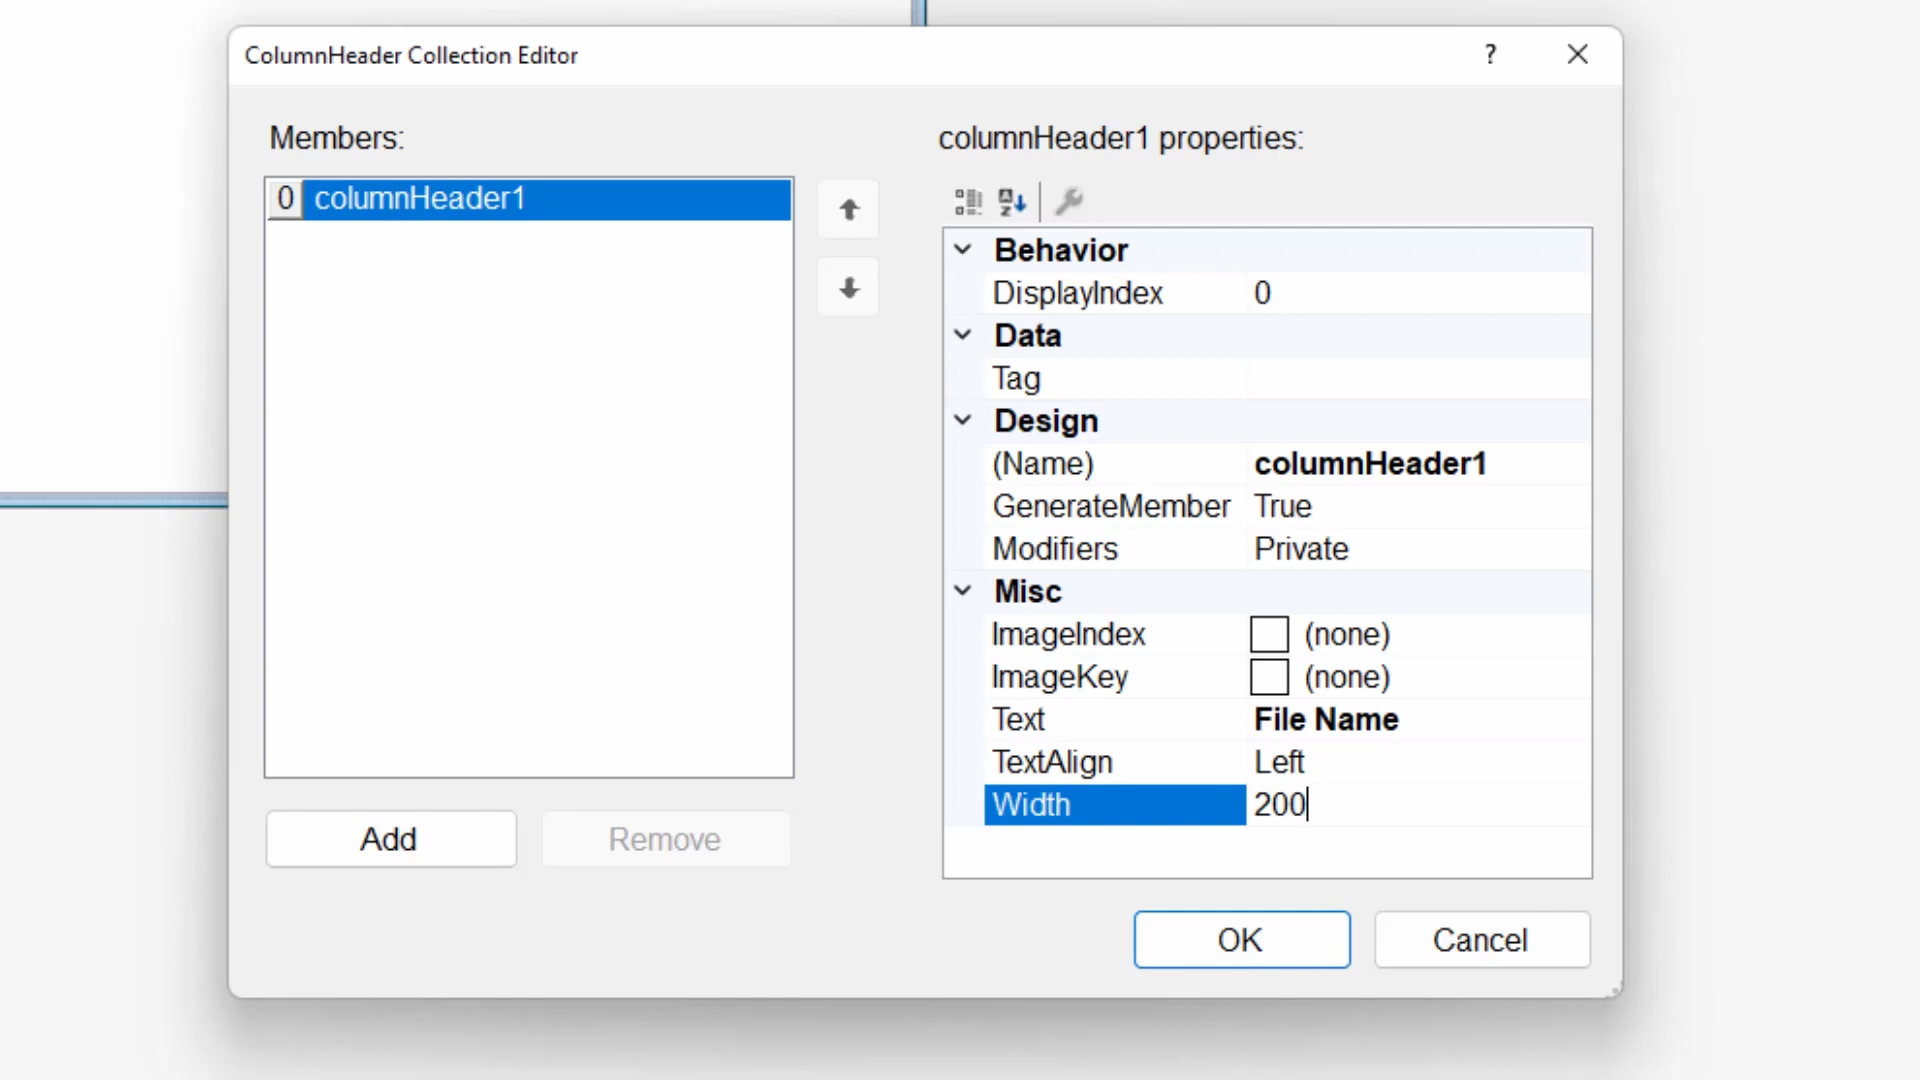 ColumnHeader Collection Editor
?
Members:
0 columnHeader1
Add
Remove
columnHeader1 properties:
Behavior
DisplayIndex 0
Data
Tag
Design
(Name) columnHeader1
GenerateMember True
Modifiers Private
Misc
ImageIndex (none)
ImageKey (none)
Text File Name
TextAlign Left
Width 200
OK
Cancel